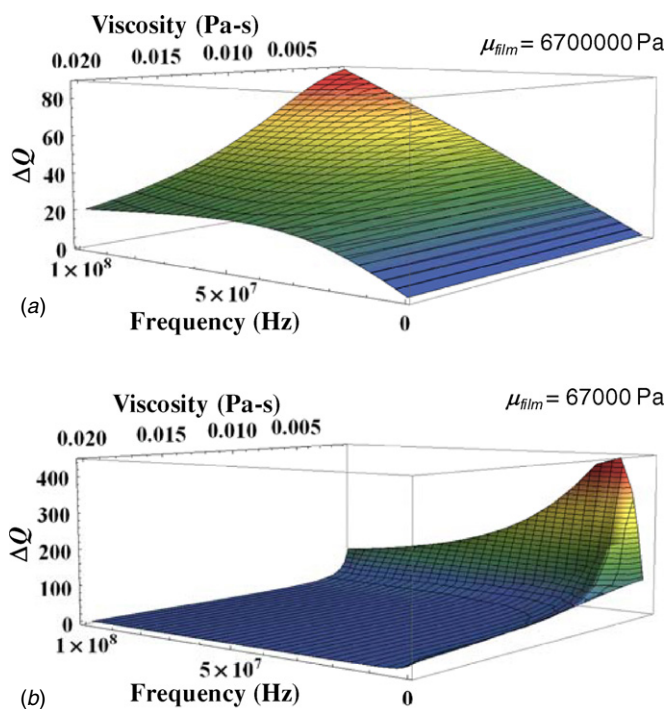 Viscosity (Pa-s)
μfilm = 6700000 Pa
0.020 0.015 0.010 0.005
80
60
40
20
0
ΔQ
1 × 10⁸
5 × 10⁷
0
(a)
Frequency (Hz)
Viscosity (Pa-s)
μfilm = 67000 Pa
0.020 0.015 0.010 0.005
400
300
200
100
0
ΔQ
1 × 10⁸
5 × 10⁷
0
(b)
Frequency (Hz)